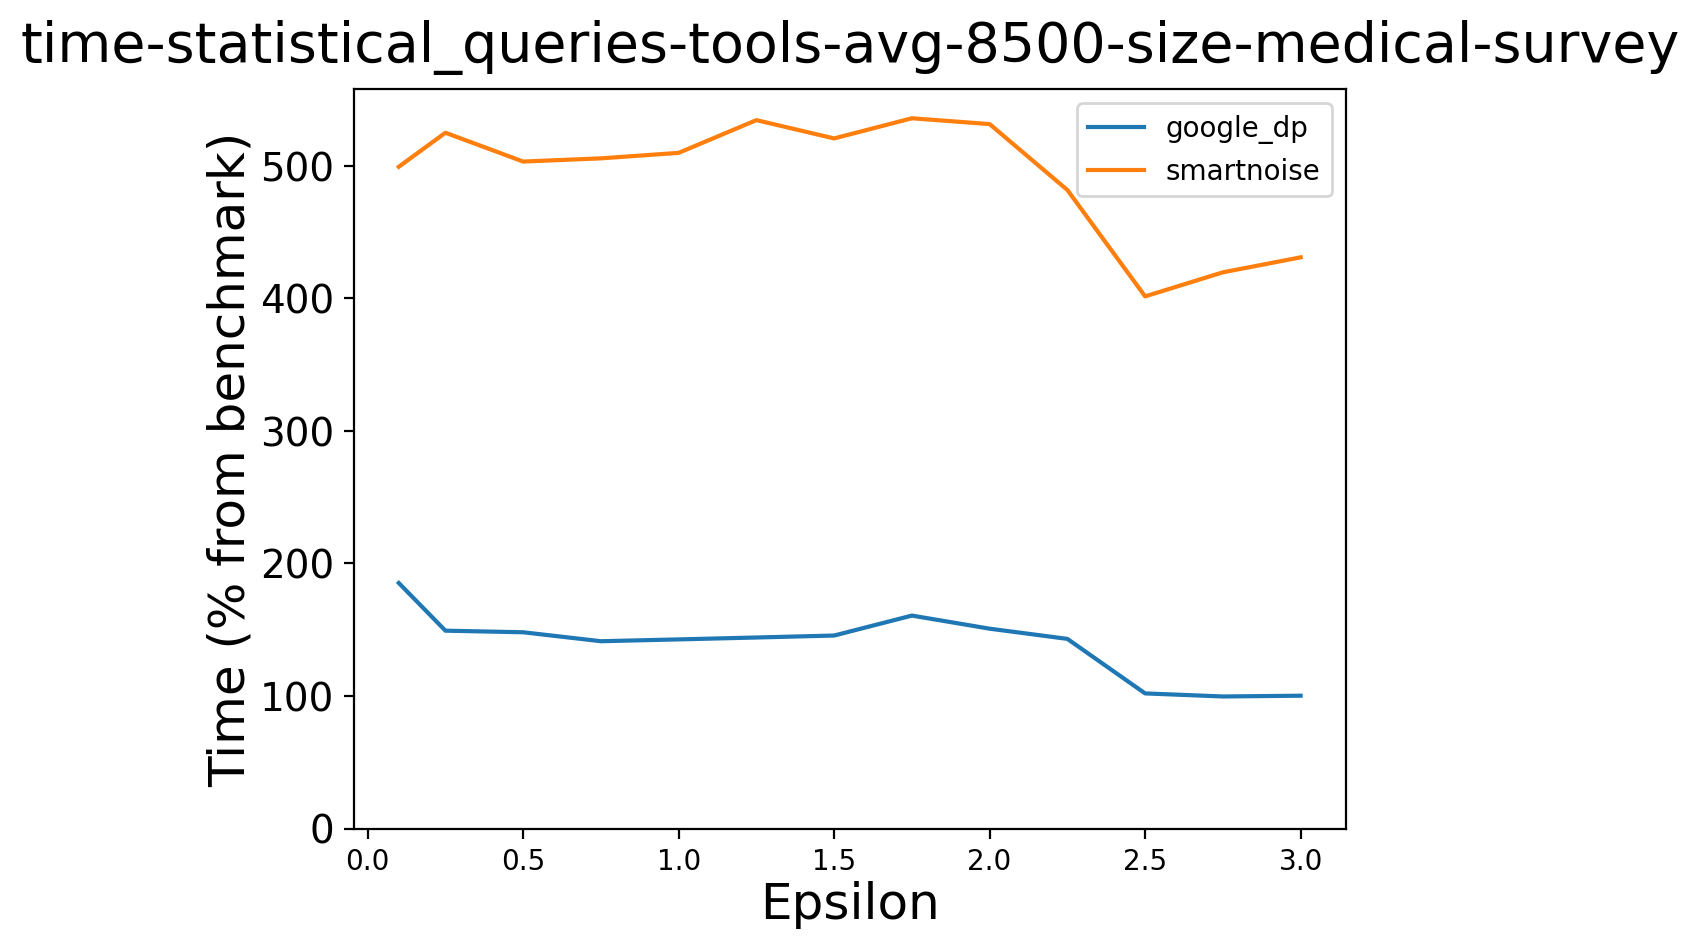 time-statistical_queries-tools-avg-8500-size-medical-survey
google_dp
smartnoise
Time (% from benchmark)
500
400
300
200
100
0
0.0 0.5 1.0 1.5 2.0 2.5 3.0
Epsilon